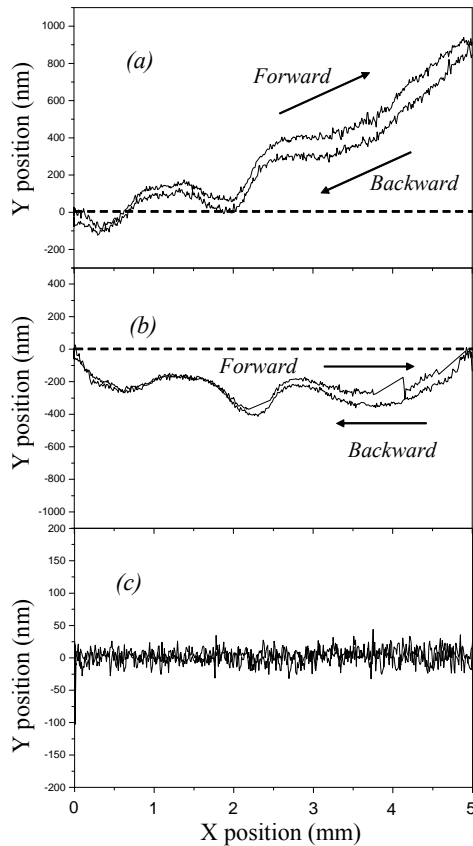 1000
(a)
Forward
800
600
400
200
0
-200
Backward
Y position (nm)
400
200
0
-200
-400
-600
-800
-1000
(b)
Forward
Backward
Y position (nm)
200
150
100
50
0
-50
-100
-150
-200
(c)
Y position (nm)
0 1 2 3 4 5
X position (mm)